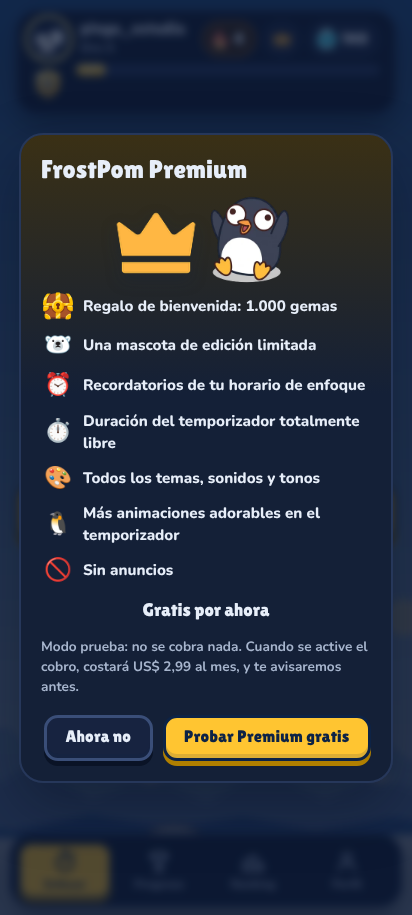 FrostPom Premium
Regalo de bienvenida: 1.000 gemas
Una mascota de edición limitada
Recordatorios de tu horario de enfoque
Duración del temporizador totalmente
libre
Todos los temas, sonidos y tonos
Más animaciones adorables en el
temporizador
Sin anuncios
Gratis por ahora
Modo prueba: no se cobra nada. Cuando se active el
cobro, costará US$ 2,99 al mes, y te avisaremos
antes.
Ahora no
Probar Premium gratis